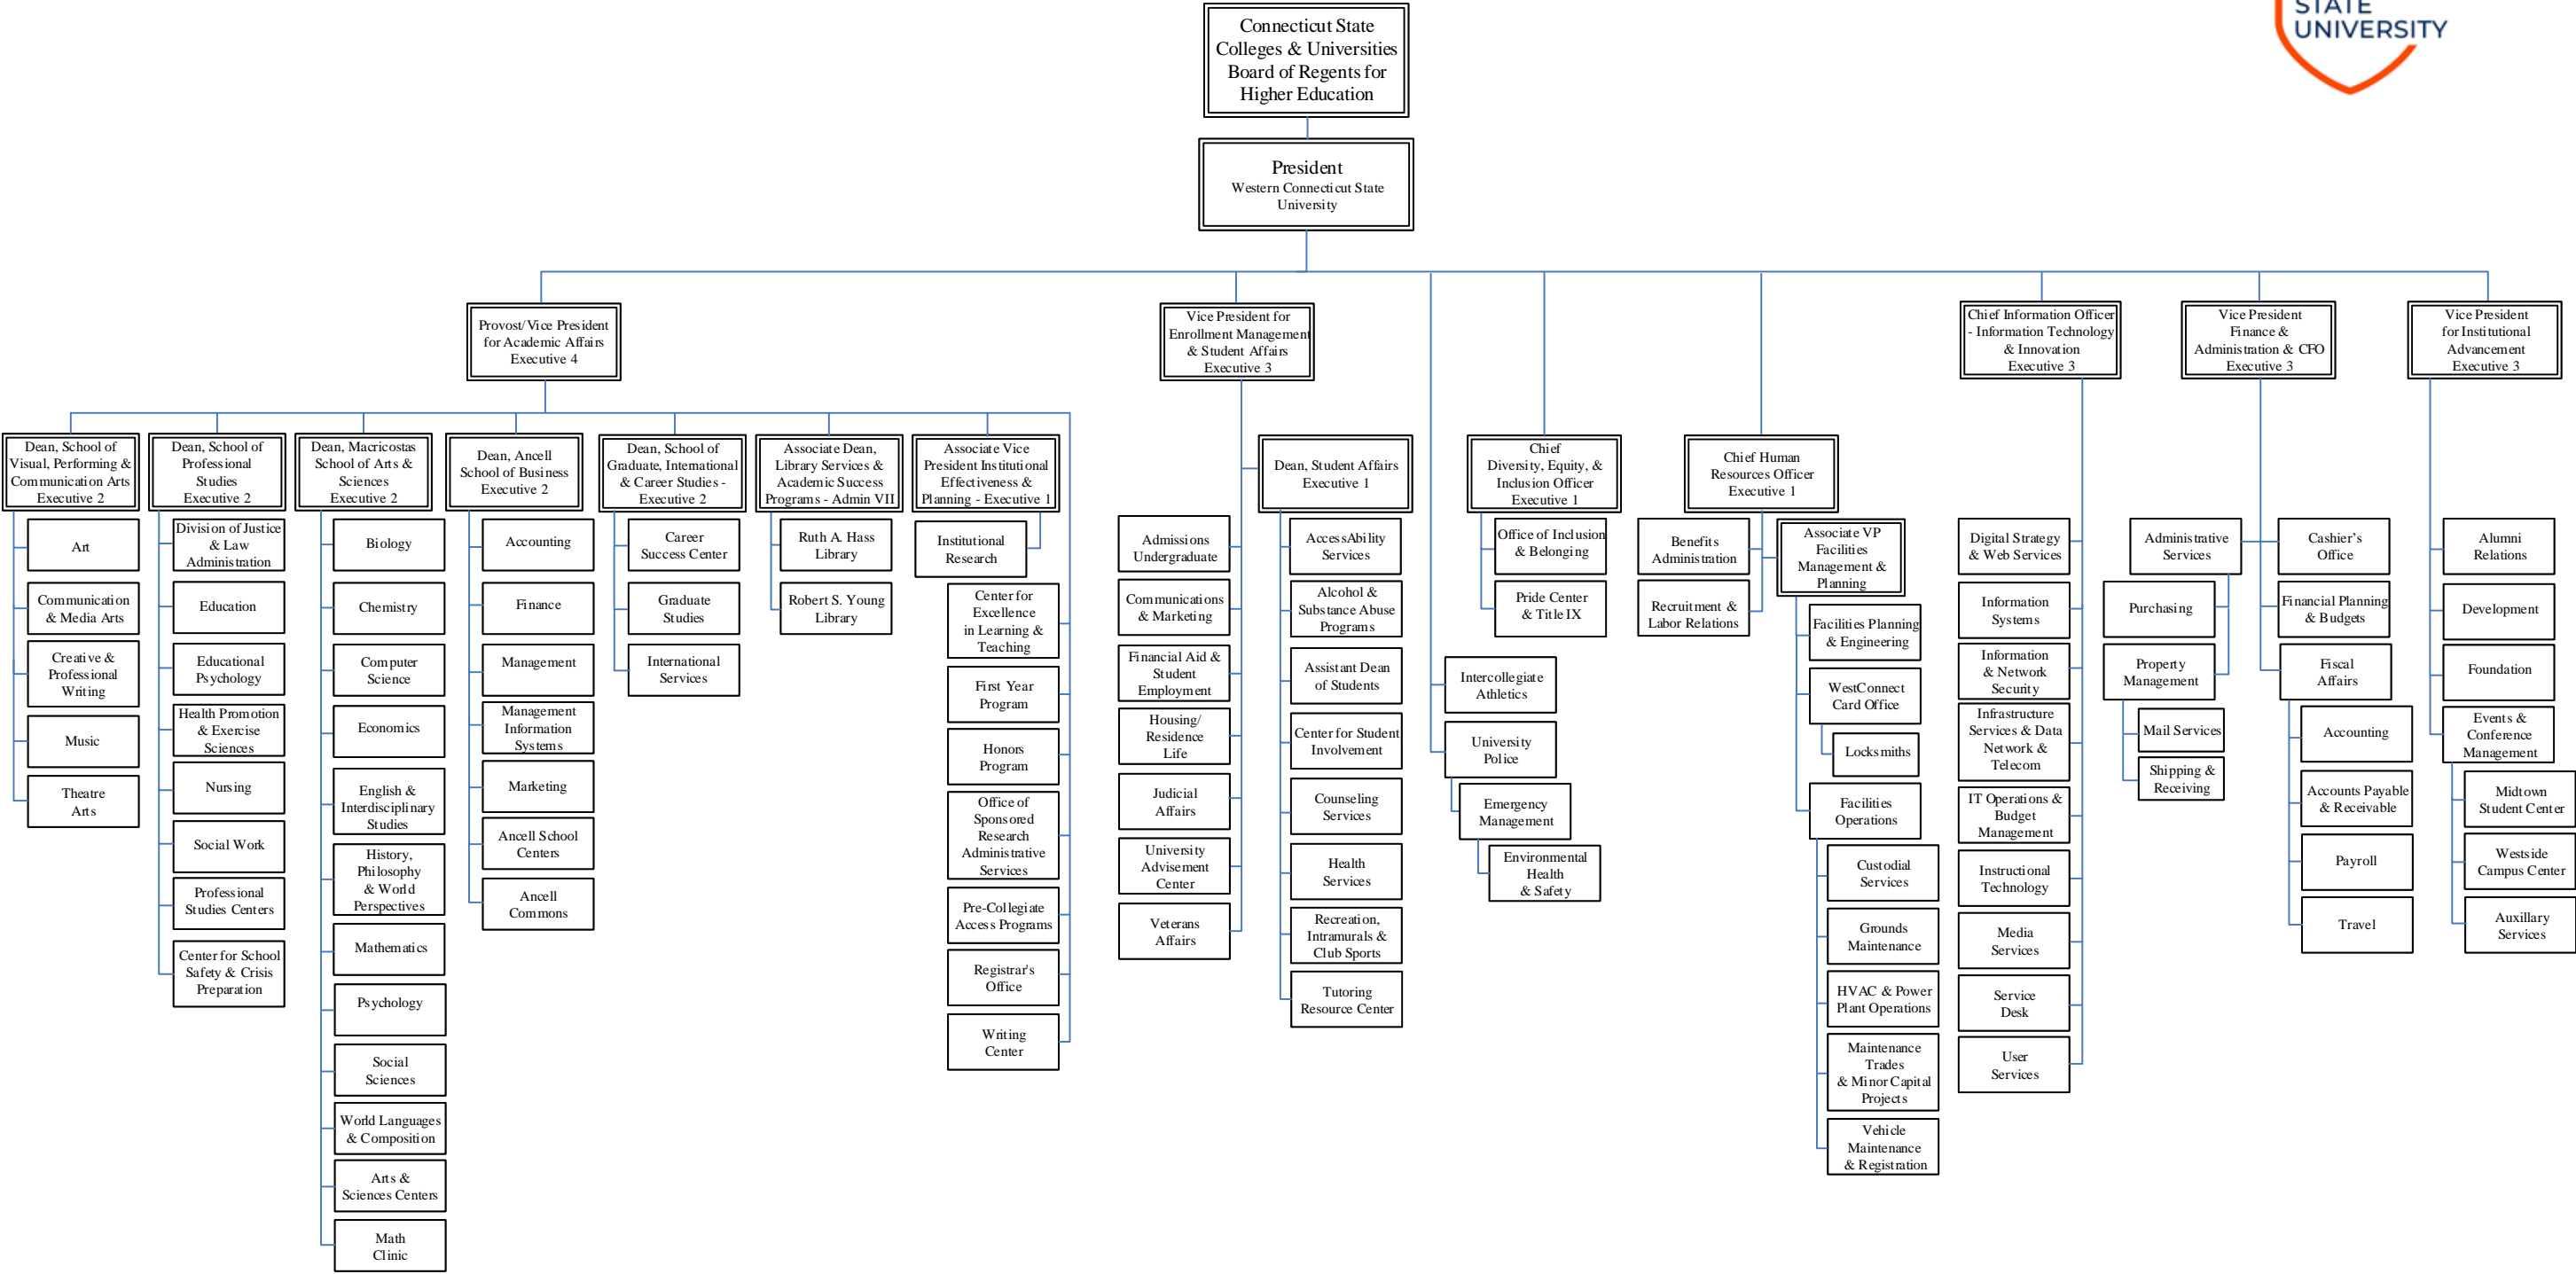 STATE
UNIVERSITY
Connecticut State
Colleges & Universities
Board of Regents for
Higher Education
President
Western Connecticut State
University
Provost/Vice President
for Academic Affairs
Executive 4
Vice President for
Enrollment Management
& Student Affairs
Executive 3
Chief Information Officer
- Information Technology
& Innovation
Executive 3
Vice President
Finance &
Administration & CFO
Executive 3
Vice President
for Institutional
Advancement
Executive 3
Dean, School of
Visual, Performing &
Communication Arts
Executive 2
Art
Communication
& Media Arts
Creative &
Professional
Writing
Music
Theatre
Arts
Dean, School of
Professional
Studies
Executive 2
Division of Justice
& Law
Administration
Education
Educational
Psychology
Health Promotion
& Exercise
Sciences
Nursing
Social Work
Professional
Studies Centers
Center for School
Safety & Crisis
Preparation
Dean, Macricostas
School of Arts &
Sciences
Executive 2
Biology
Chemistry
Computer
Science
Economics
English &
Interdisciplinary
Studies
History,
Philosophy
& World
Perspectives
Mathematics
Psychology
Social
Sciences
World Languages
& Composition
Arts &
Sciences Centers
Math
Clinic
Dean, Ancell
School of Business
Executive 2
Accounting
Finance
Management
Management
Information
Systems
Marketing
Ancell School
Centers
Ancell
Commons
Dean, School of
Graduate, International
& Career Studies -
Executive 2
Career
Success Center
Graduate
Studies
International
Services
Associate Dean,
Library Services &
Academic Success
Programs - Admin VII
Ruth A. Hass
Library
Robert S. Young
Library
Associate Vice
President Institutional
Effectiveness &
Planning - Executive 1
Institutional
Research
Center for
Excellence
in Learning &
Teaching
First Year
Program
Honors
Program
Office of
Sponsored
Research
Administrative
Services
Pre-Collegiate
Access Programs
Registrar's
Office
Writing
Center
Admissions
Undergraduate
Communications
& Marketing
Financial Aid &
Student
Employment
Housing/
Residence
Life
Judicial
Affairs
University
Advisement
Center
Veterans
Affairs
Dean, Student Affairs
Executive 1
AccessAbility
Services
Alcohol &
Substance Abuse
Programs
Assistant Dean
of Students
Center for Student
Involvement
Counseling
Services
Health
Services
Recreation,
Intramurals &
Club Sports
Tutoring
Resource Center
Chief
Diversity, Equity, &
Inclusion Officer
Executive 1
Office of Inclusion
& Belonging
Pride Center
& Title IX
Intercollegiate
Athletics
University
Police
Emergency
Management
Environmental
Health
& Safety
Chief Human
Resources Officer
Executive 1
Benefits
Administration
Recruitment &
Labor Relations
Associate VP
Facilities
Management &
Planning
Facilities Planning
& Engineering
WestConnect
Card Office
Locksmiths
Facilities
Operations
Custodial
Services
Grounds
Maintenance
HVAC & Power
Plant Operations
Maintenance
Trades
& Minor Capital
Projects
Vehicle
Maintenance
& Registration
Digital Strategy
& Web Services
Information
Systems
Information
& Network
Security
Infrastructure
Services & Data
Network &
Telecom
IT Operations &
Budget
Management
Instructional
Technology
Media
Services
Service
Desk
User
Services
Administrative
Services
Purchasing
Property
Management
Mail Services
Shipping &
Receiving
Cashier's
Office
Financial Planning
& Budgets
Fiscal
Affairs
Accounting
Accounts Payable
& Receivable
Payroll
Travel
Alumni
Relations
Development
Foundation
Events &
Conference
Management
Midtown
Student Center
Westside
Campus Center
Auxillary
Services